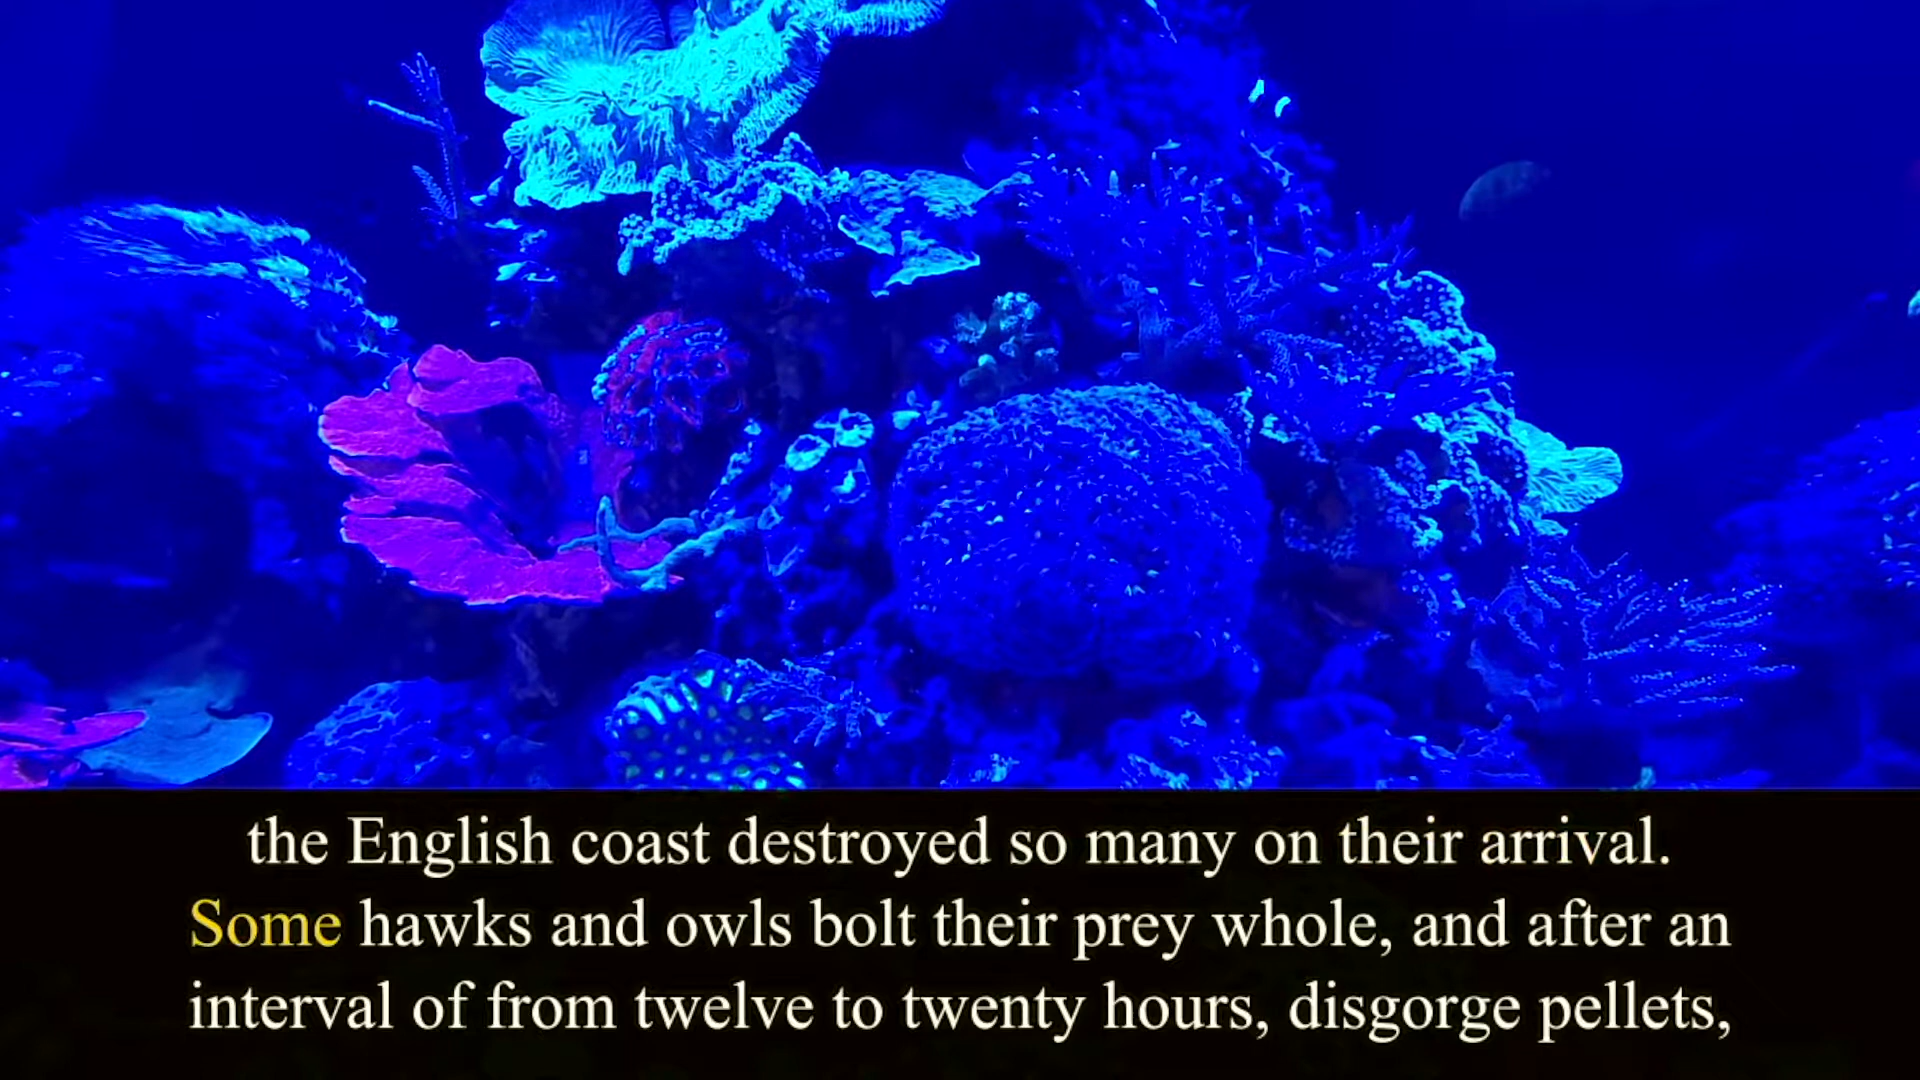 the English coast destroyed so many on their arrival.
Some hawks and owls bolt their prey whole, and after an
interval of from twelve to twenty hours, disgorge pellets,